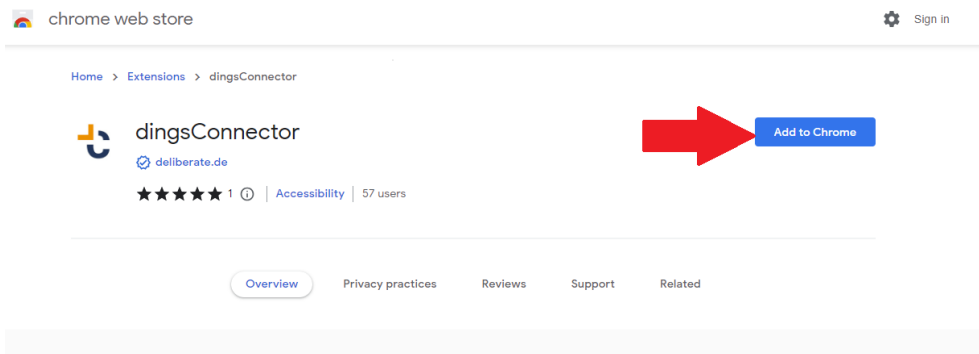 chrome web store
Sign in
Home > Extensions > dingsConnector
dingsConnector
Add to Chrome
deliberate.de
1 Accessibility 57 users
Overview Privacy practices Reviews Support Related